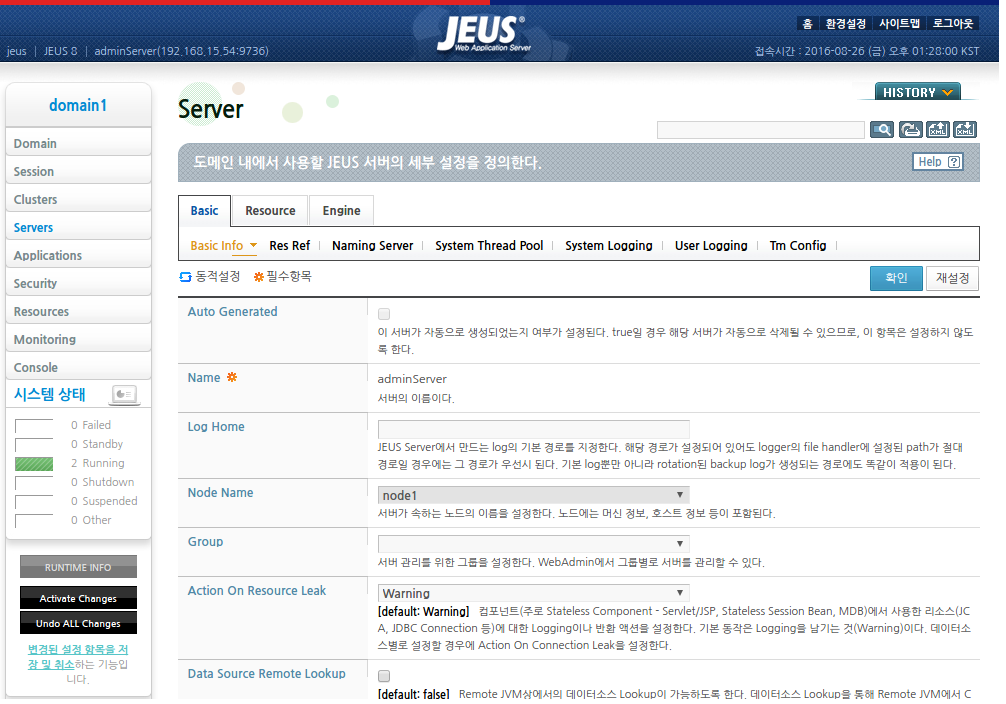 JEUS®
Web Application Server
홈 환경설정 사이트맵 로그아웃
jeus | JEUS 8 | adminServer(192.168.15.54:9736)
접속시간 : 2016-08-26 (금) 오후 01:28:00 KST
domain1
Domain
Session
Clusters
Servers
Applications
Security
Resources
Monitoring
Console
시스템 상태
0 Failed
0 Standby
2 Running
0 Shutdown
0 Suspended
0 Other
RUNTIME INFO
Activate Changes
Undo ALL Changes
변경된 설정 항목을 저
장 및 취소하는 기능입
니다.
Server
HISTORY
XML XML
도메인 내에서 사용할 JEUS 서버의 세부 설정을 정의한다.
Help ?
Basic Resource Engine
Basic Info Res Ref Naming Server System Thread Pool System Logging User Logging Tm Config
동적설정 필수항목
확인 재설정
Auto Generated
이 서버가 자동으로 생성되었는지 여부가 설정된다. true일 경우 해당 서버가 자동으로 삭제될 수 있으므로, 이 항목은 설정하지 않도
록 한다.
Name
adminServer
서버의 이름이다.
Log Home
JEUS Server에서 만드는 log의 기본 경로를 지정한다. 해당 경로가 설정되어 있어도 logger의 file handler에 설정된 path가 절대
경로일 경우에는 그 경로가 우선시 된다. 기본 log뿐만 아니라 rotation된 backup log가 생성되는 경로에도 똑같이 적용이 된다.
Node Name
node1
서버가 속하는 노드의 이름을 설정한다. 노드에는 머신 정보, 호스트 정보 등이 포함된다.
Group
서버 관리를 위한 그룹을 설정한다. WebAdmin에서 그룹별로 서버를 관리할 수 있다.
Action On Resource Leak
Warning
[default: Warning] 컴포넌트(주로 Stateless Component - Servlet/JSP, Stateless Session Bean, MDB)에서 사용한 리소스(JC
A, JDBC Connection 등)에 대한 Logging이나 반환 액션을 설정한다. 기본 동작은 Logging을 남기는 것(Warning)이다. 데이터소
스별로 설정할 경우에 Action On Connection Leak을 설정한다.
Data Source Remote Lookup
[default: false] Remote JVM상에서의 데이터소스 Lookup이 가능하도록 한다. 데이터소스 Lookup을 통해 Remote JVM에서 C